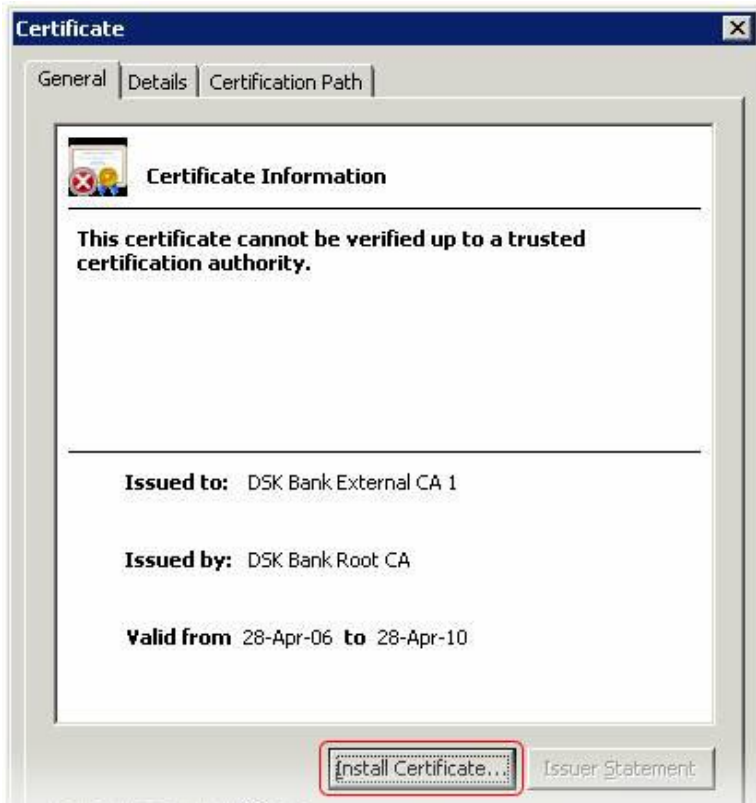 Certificate
General Details Certification Path
Certificate Information
This certificate cannot be verified up to a trusted
certification authority.
Issued to: DSK Bank External CA 1
Issued by: DSK Bank Root CA
Valid from 28-Apr-06 to 28-Apr-10
Install Certificate... Issuer Statement